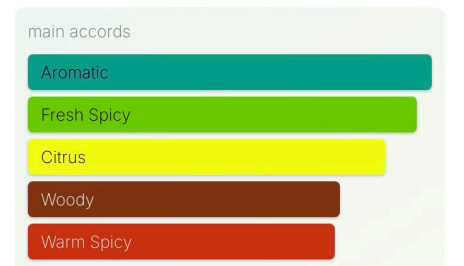 main accords
Aromatic
Fresh Spicy
Citrus
Woody
Warm Spicy